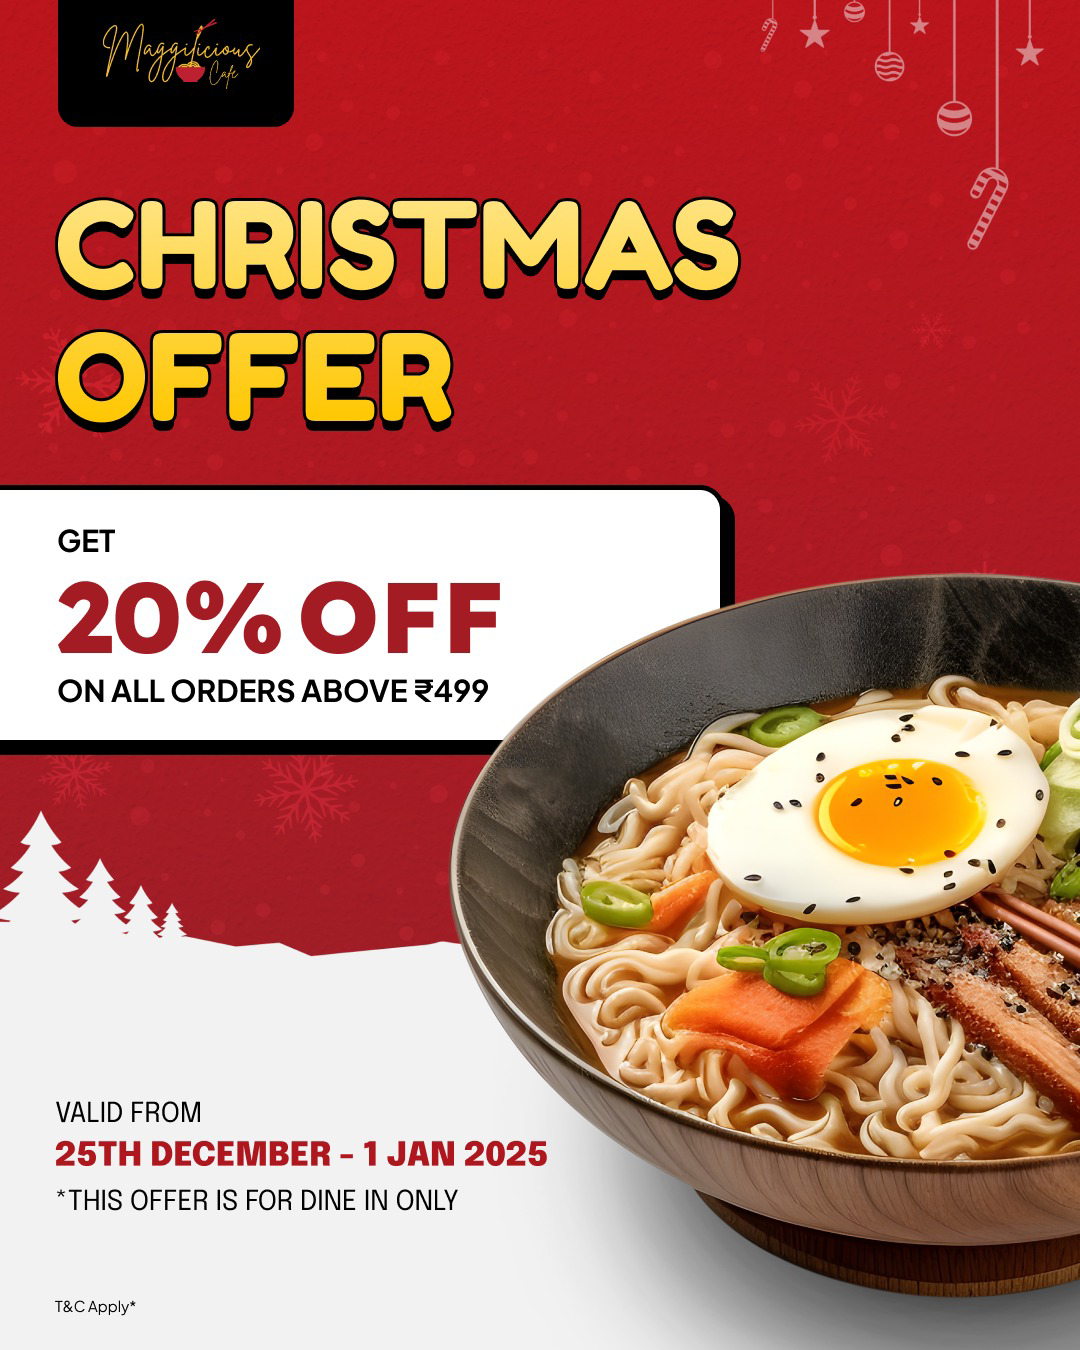 Maggilicious
Cafe
CHRISTMAS
OFFER
GET
20% OFF
ON ALL ORDERS ABOVE ₹499
VALID FROM
25TH DECEMBER - 1 JAN 2025
*THIS OFFER IS FOR DINE IN ONLY
T&C Apply*